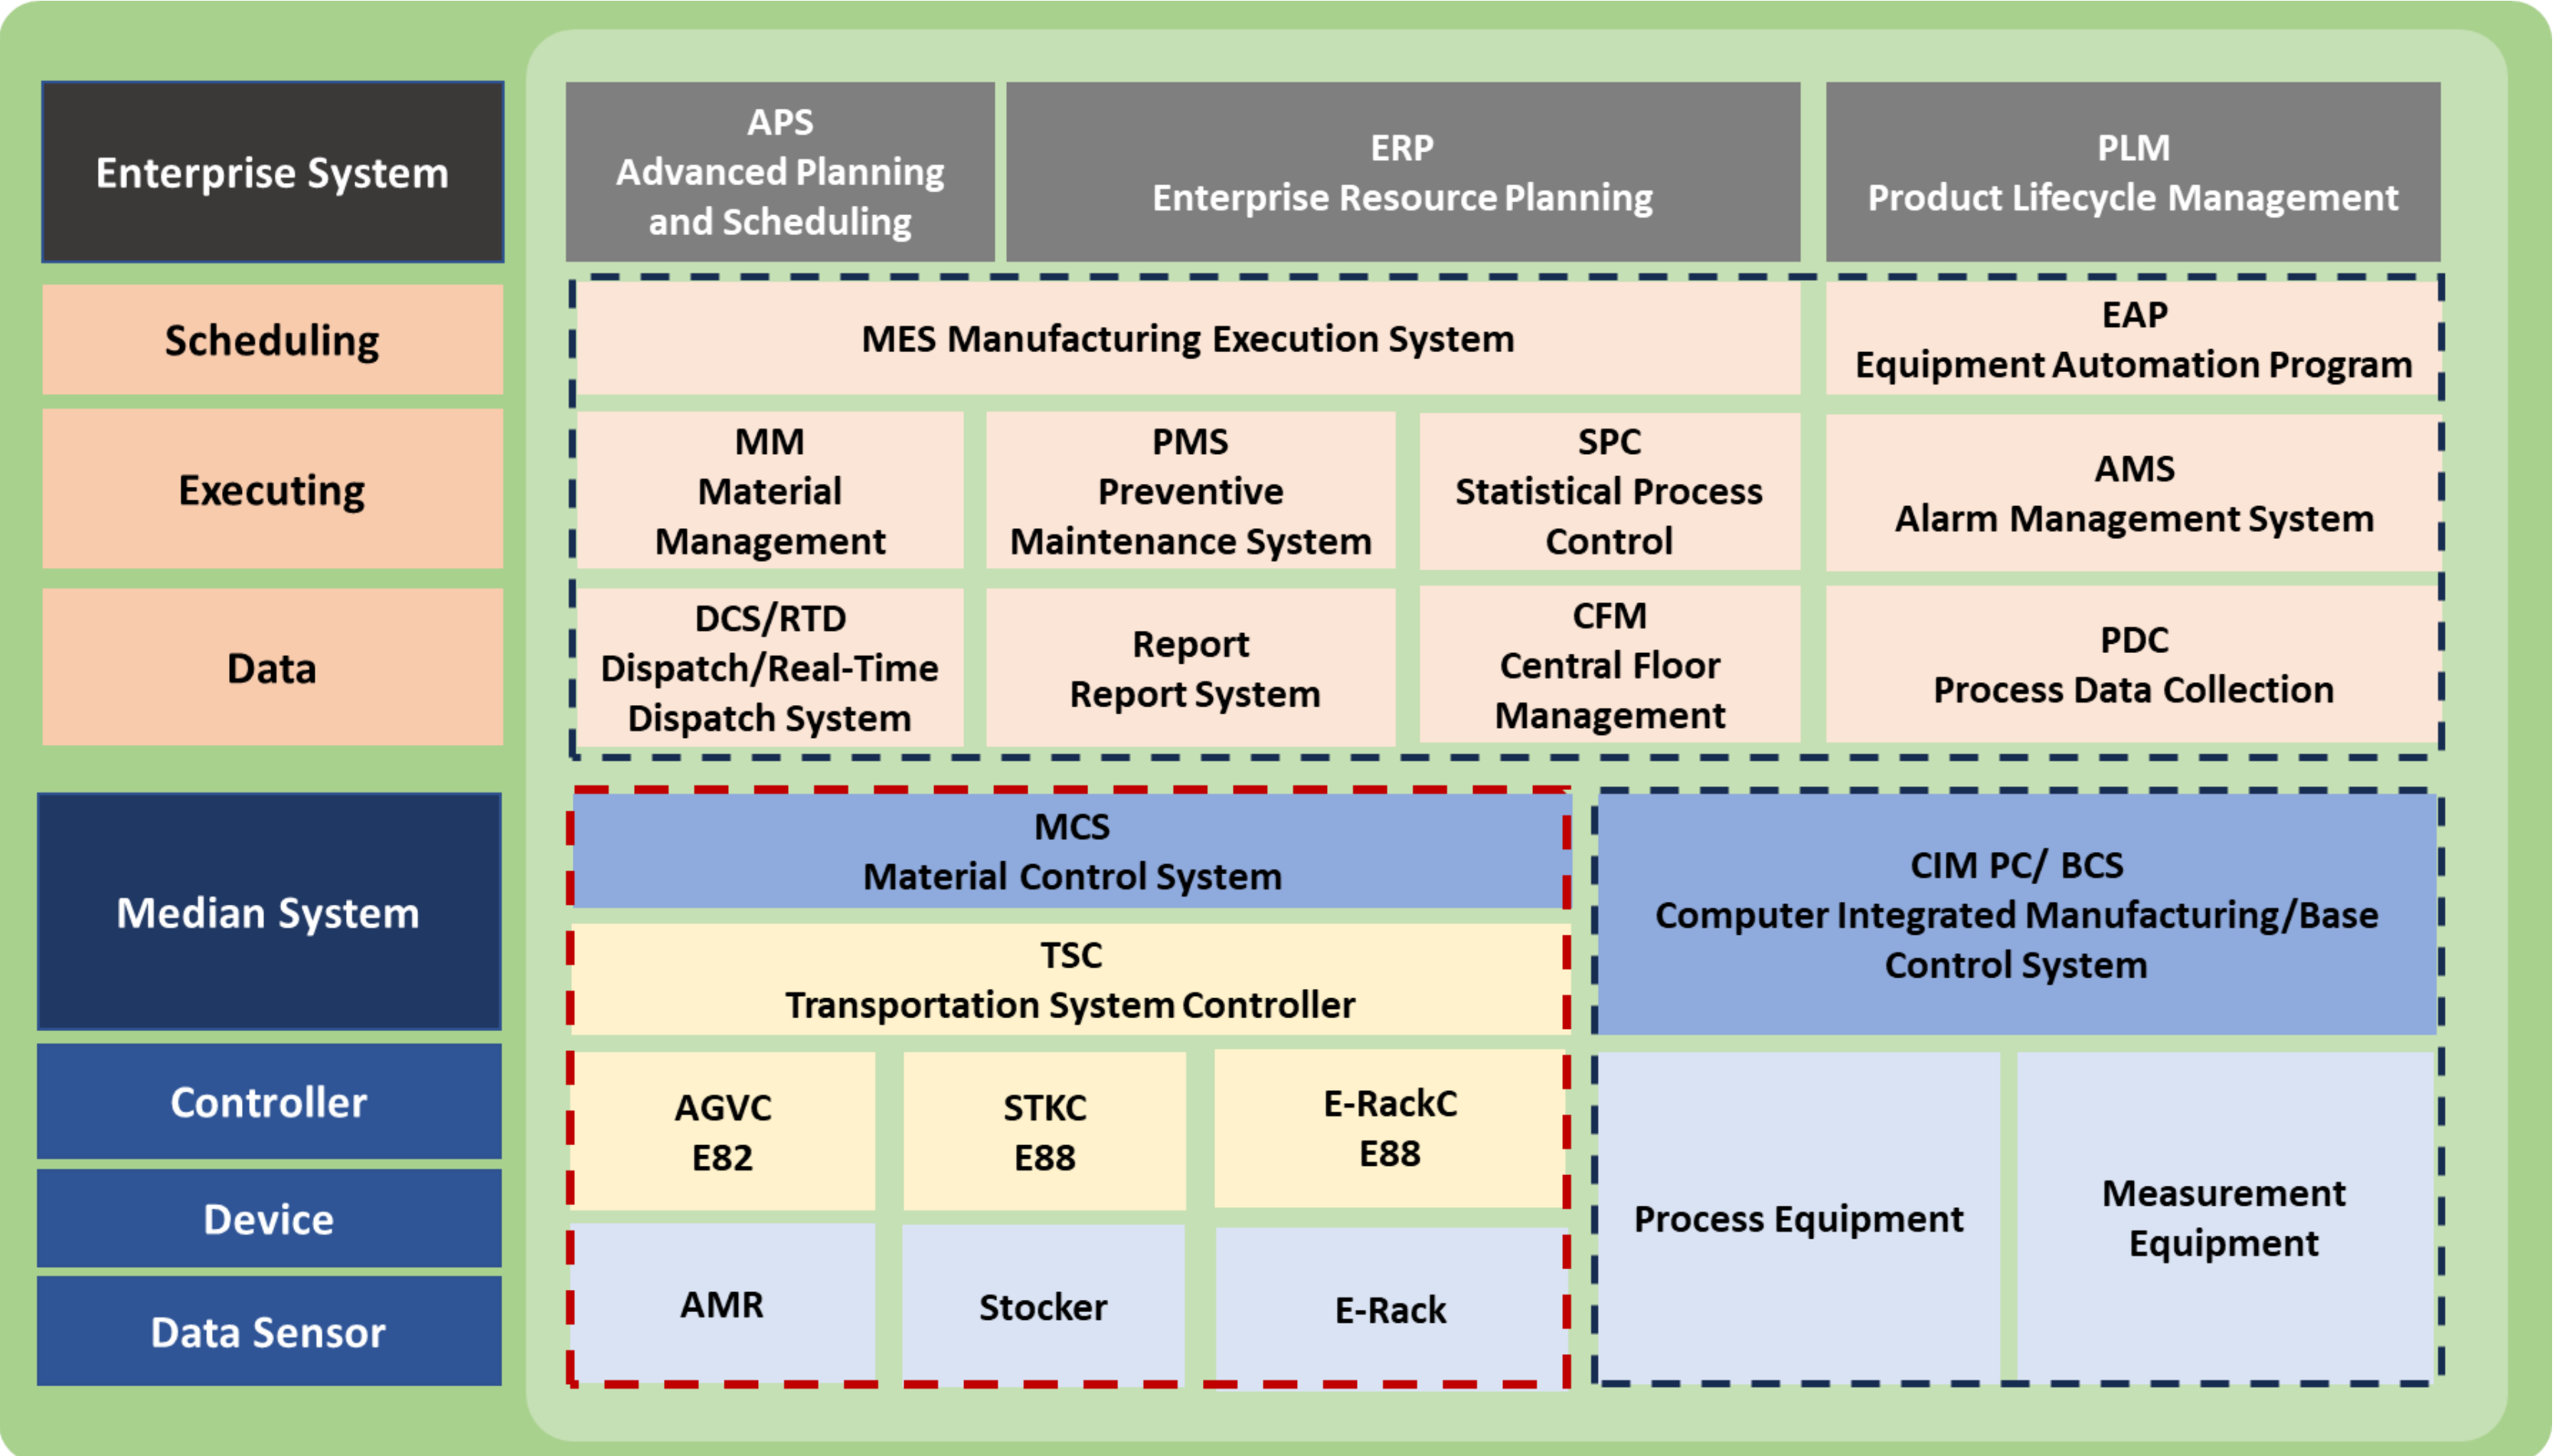 Enterprise System
APS
Advanced Planning
and Scheduling
ERP
Enterprise Resource Planning
PLM
Product Lifecycle Management
Scheduling
MES Manufacturing Execution System
EAP
Equipment Automation Program
Executing
MM
Material
Management
PMS
Preventive
Maintenance System
SPC
Statistical Process
Control
AMS
Alarm Management System
Data
DCS/RTD
Dispatch/Real-Time
Dispatch System
Report
Report System
CFM
Central Floor
Management
PDC
Process Data Collection
Median System
MCS
Material Control System
TSC
Transportation System Controller
CIM PC/ BCS
Computer Integrated Manufacturing/Base
Control System
Controller
AGVC
E82
STKC
E88
E-RackC
E88
Device
Process Equipment
Measurement
Equipment
Data Sensor
AMR
Stocker
E-Rack